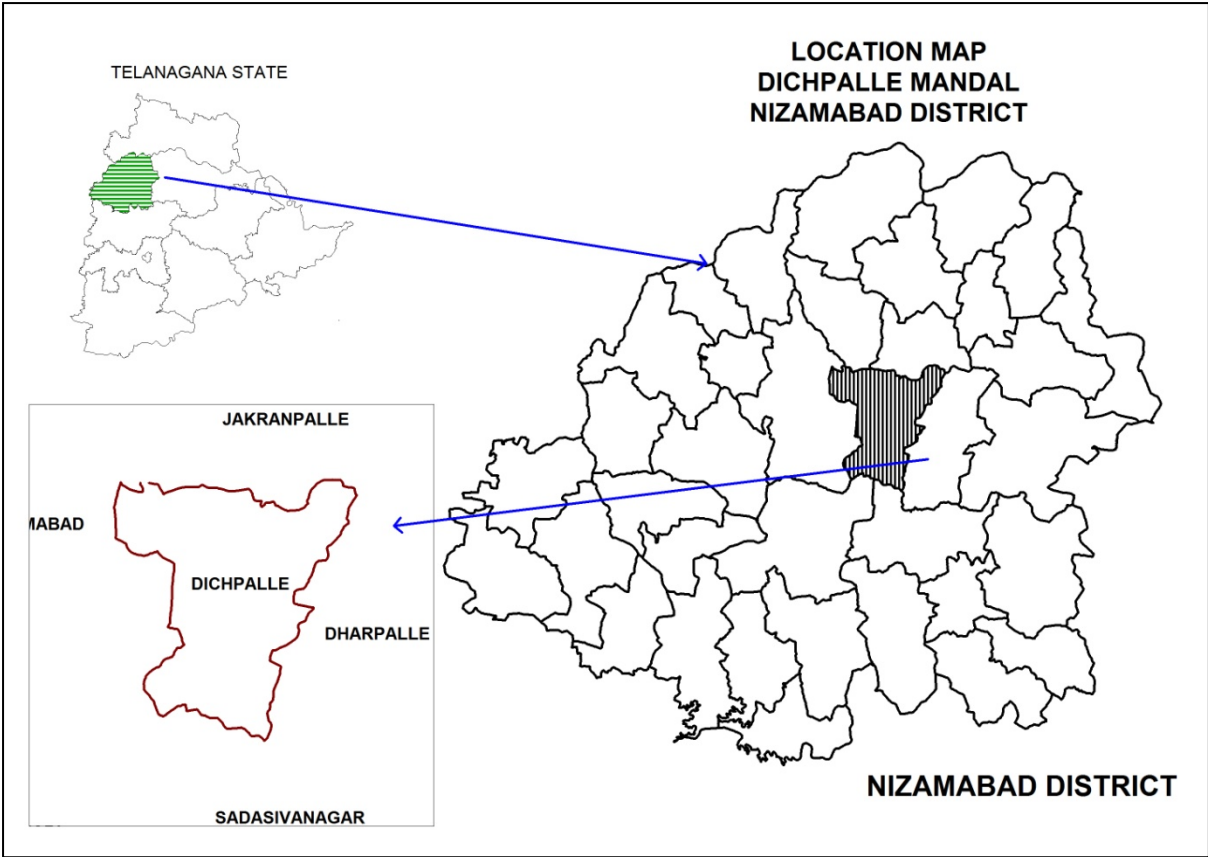 TELANAGANA STATE
LOCATION MAP
DICHPALLE MANDAL
NIZAMABAD DISTRICT
JAKRANPALLE
MABAD
DICHPALLE
DHARPALLE
SADASIVANAGAR
NIZAMABAD DISTRICT